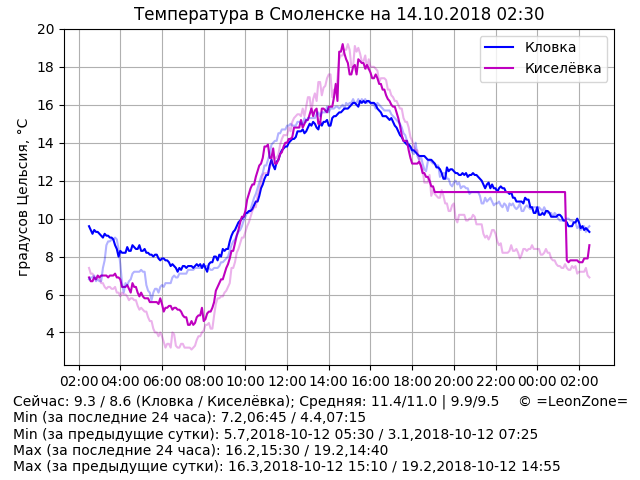 Температура в Смоленске на 14.10.2018 02:30
градусов Цельсия, °C
20
18
16
14
12
10
8
6
4
Кловка
Киселёвка
02:00 04:00 06:00 08:00 10:00 12:00 14:00 16:00 18:00 20:00 22:00 00:00 02:00
Сейчас: 9.3 / 8.6 (Кловка / Киселёвка); Средняя: 11.4/11.0 | 9.9/9.5 © =LeonZone=
Min (за последние 24 часа): 7.2,06:45 / 4.4,07:15
Min (за предыдущие сутки): 5.7,2018-10-12 05:30 / 3.1,2018-10-12 07:25
Max (за последние 24 часа): 16.2,15:30 / 19.2,14:40
Max (за предыдущие сутки): 16.3,2018-10-12 15:10 / 19.2,2018-10-12 14:55